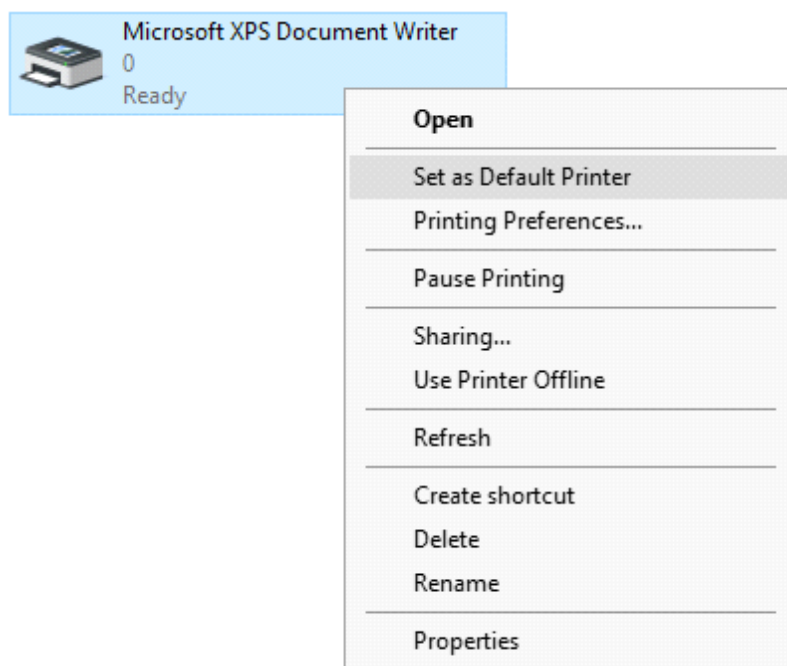 Microsoft XPS Document Writer
0
Ready
Open
Set as Default Printer
Printing Preferences...
Pause Printing
Sharing...
Use Printer Offline
Refresh
Create shortcut
Delete
Rename
Properties